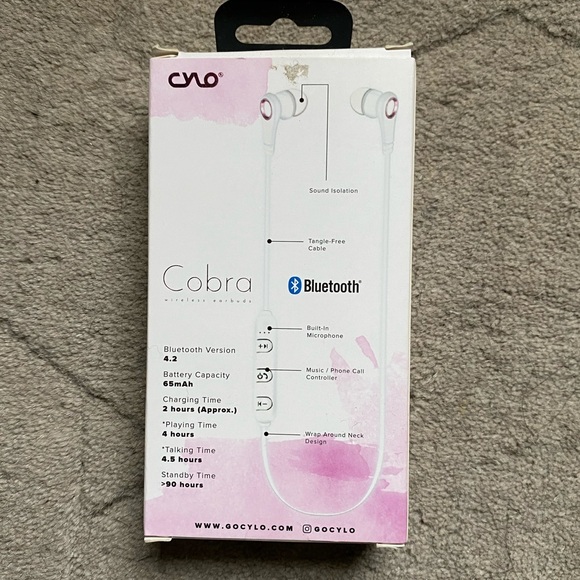 CYLO®
Sound Isolation
Tangle-Free
Cable
Cobra
wireless earbuds
Bluetooth®
Built-In
Microphone
Music / Phone Call
Controller
Wrap Around Neck
Design
Bluetooth Version
4.2
Battery Capacity
65mAh
Charging Time
2 hours (Approx.)
*Playing Time
4 hours
*Talking Time
4.5 hours
Standby Time
>90 hours
WWW.GOCYLO.COM GOCYLO